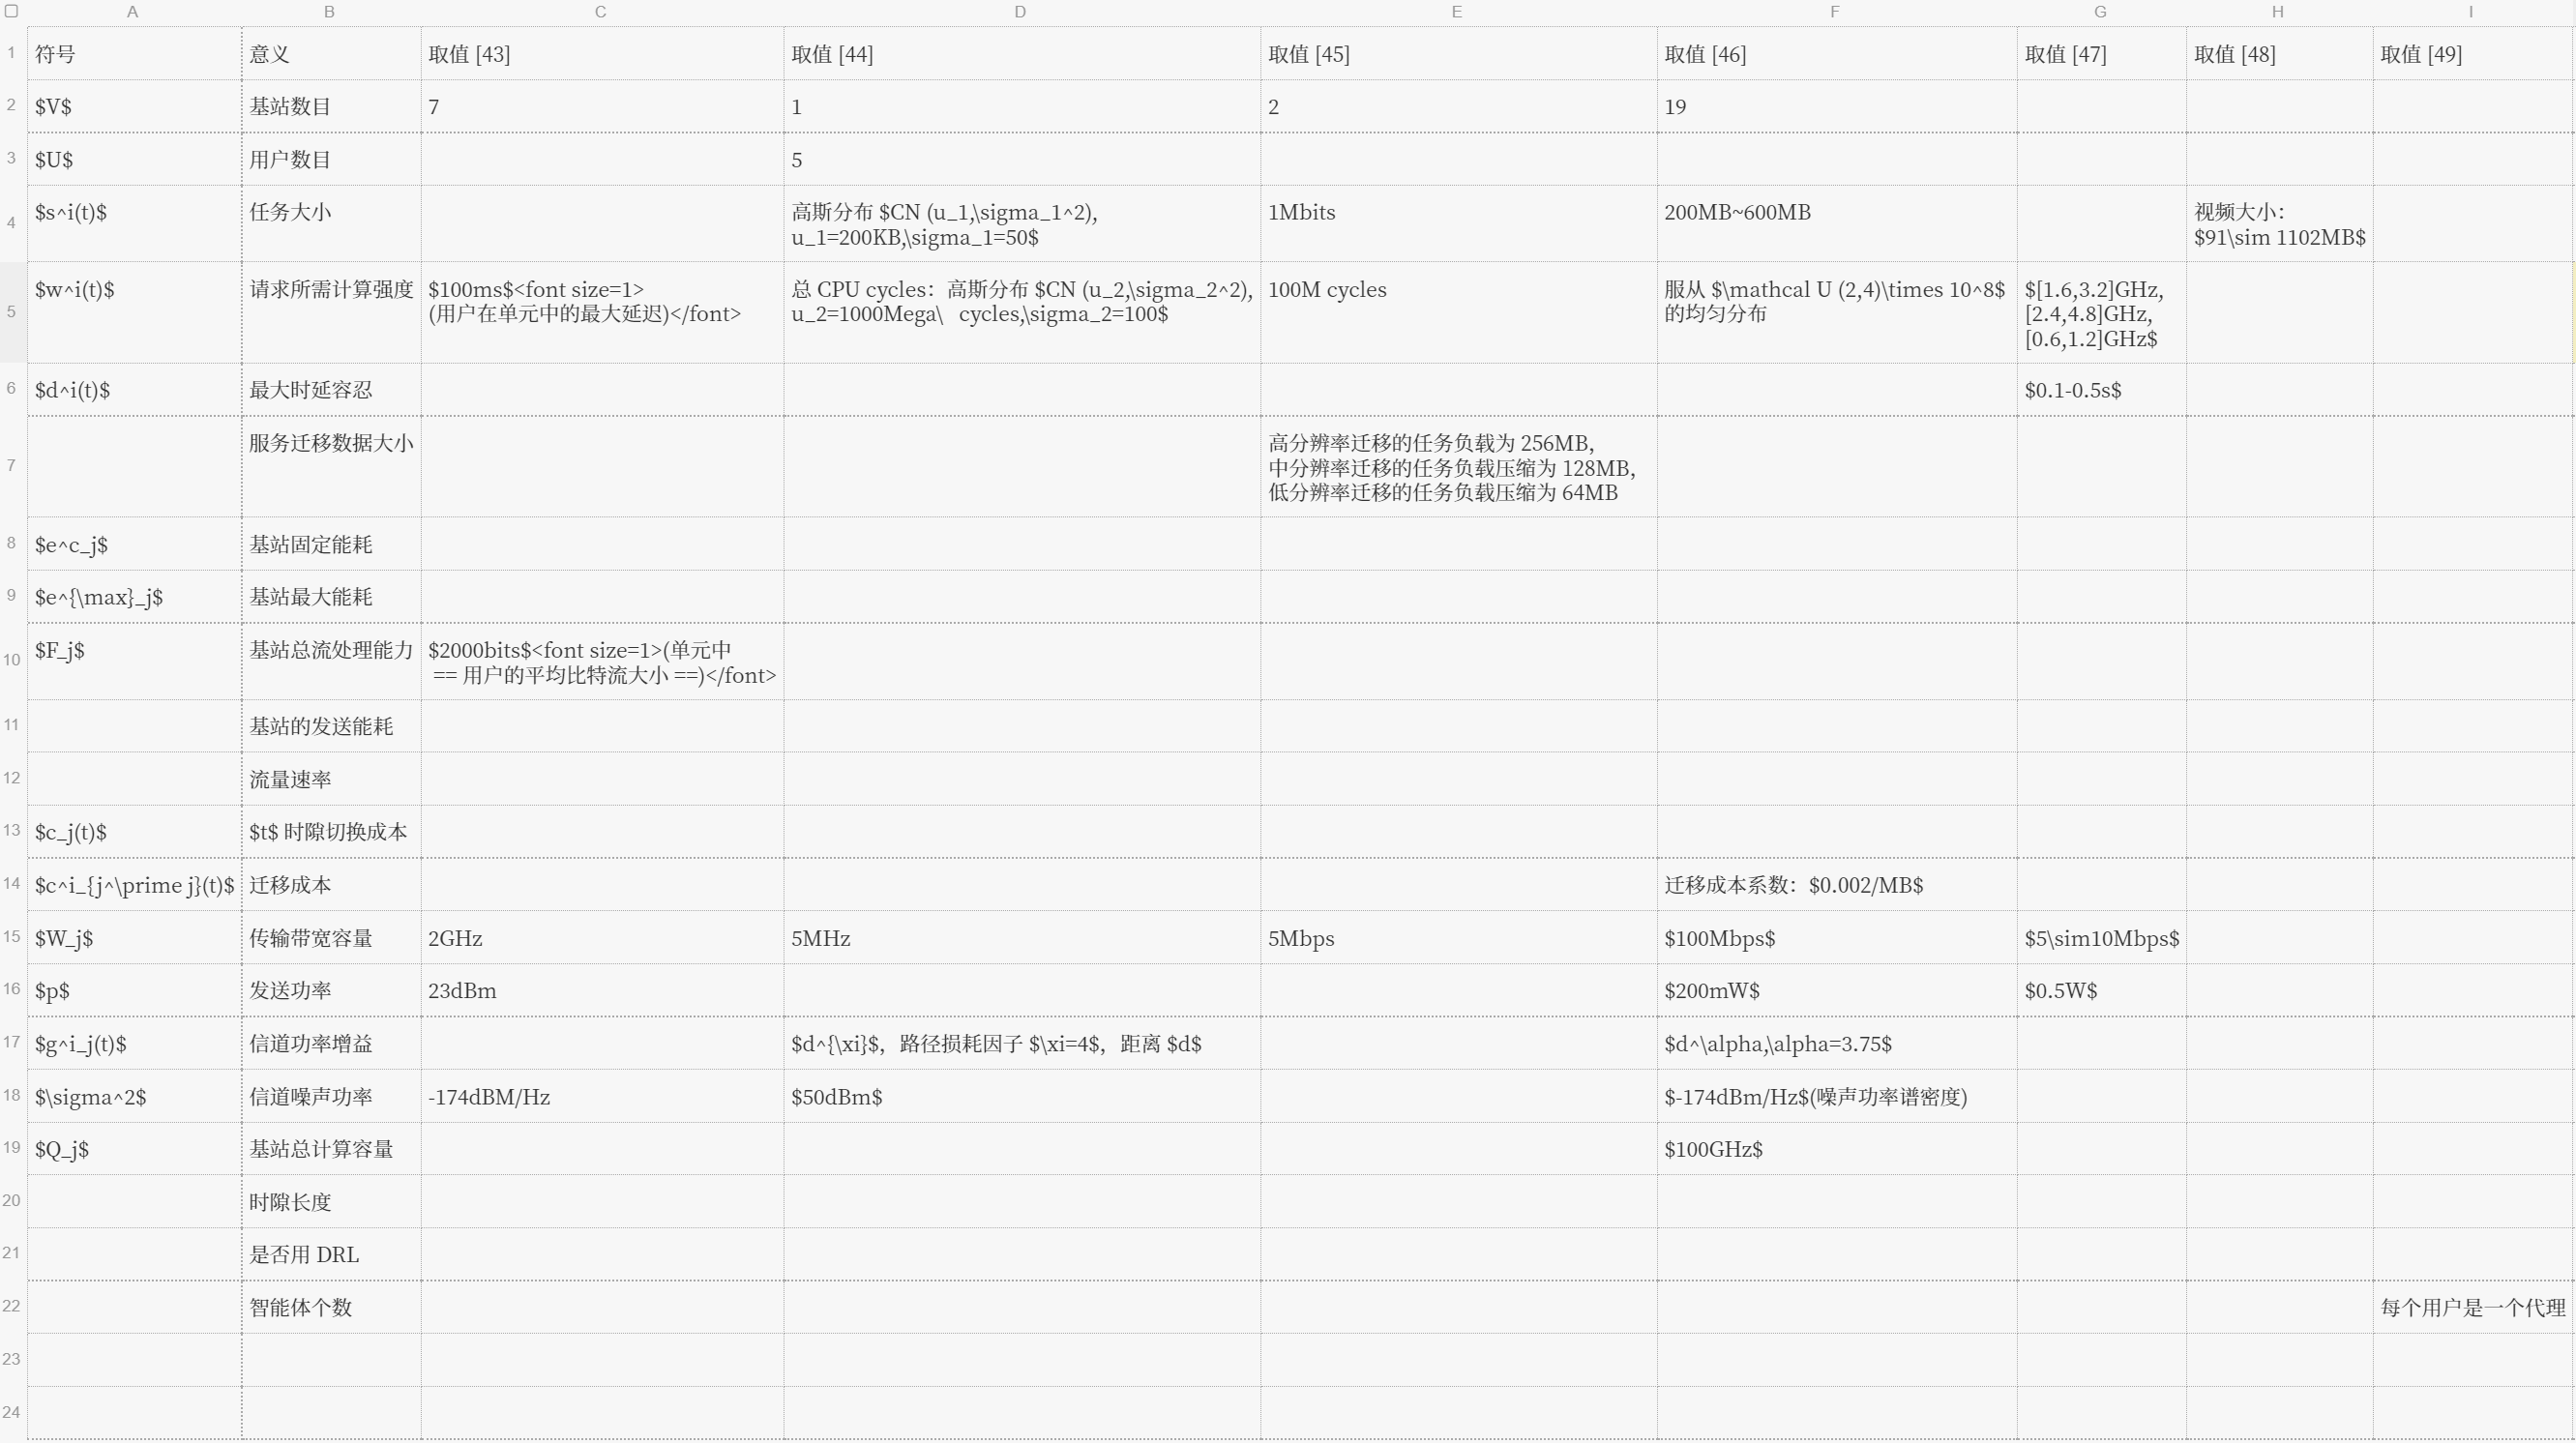 A B C D E F G H I
1 符号 意义 取值 [43] 取值 [44] 取值 [45] 取值 [46] 取值 [47] 取值 [48] 取值 [49]
2 $V$ 基站数目 7 1 2 19
3 $U$ 用户数目 5
4 $s^i(t)$ 任务大小 高斯分布 $CN (u_1,\sigma_1^2), 1Mbits 200MB~600MB 视频大小：
u_1=200KB,\sigma_1=50$ $91\sim 1102MB$
5 $w^i(t)$ 请求所需计算强度 $100ms$<font size=1> 总 CPU cycles：高斯分布 $CN (u_2,\sigma_2^2), 100M cycles 服从 $\mathcal U (2,4)\times 10^8$ $[1.6,3.2]GHz,
(用户在单元中的最大延迟)</font> u_2=1000Mega\ cycles,\sigma_2=100$ 的均匀分布 [2.4,4.8]GHz,
[0.6,1.2]GHz$
6 $d^i(t)$ 最大时延容忍 $0.1-0.5s$
7 服务迁移数据大小 高分辨率迁移的任务负载为 256MB,
中分辨率迁移的任务负载压缩为 128MB,
低分辨率迁移的任务负载压缩为 64MB
8 $e^c_j$ 基站固定能耗
9 $e^{\max}_j$ 基站最大能耗
10 $F_j$ 基站总流处理能力 $2000bits$<font size=1>(单元中
== 用户的平均比特流大小 ==)</font>
11 基站的发送能耗
12 流量速率
13 $c_j(t)$ $t$ 时隙切换成本
14 $c^i_{j^\prime j}(t)$ 迁移成本 迁移成本系数：$0.002/MB$
15 $W_j$ 传输带宽容量 2GHz 5MHz 5Mbps $100Mbps$ $5\sim10Mbps$
16 $p$ 发送功率 23dBm $200mW$ $0.5W$
17 $g^i_j(t)$ 信道功率增益 $d^{\xi}$，路径损耗因子 $\xi=4$，距离 $d$ $d^\alpha,\alpha=3.75$
18 $\sigma^2$ 信道噪声功率 -174dBM/Hz $50dBm$ $-174dBm/Hz$(噪声功率谱密度)
19 $Q_j$ 基站总计算容量 $100GHz$
20 时隙长度
21 是否用 DRL
22 智能体个数 每个用户是一个代理
23
24